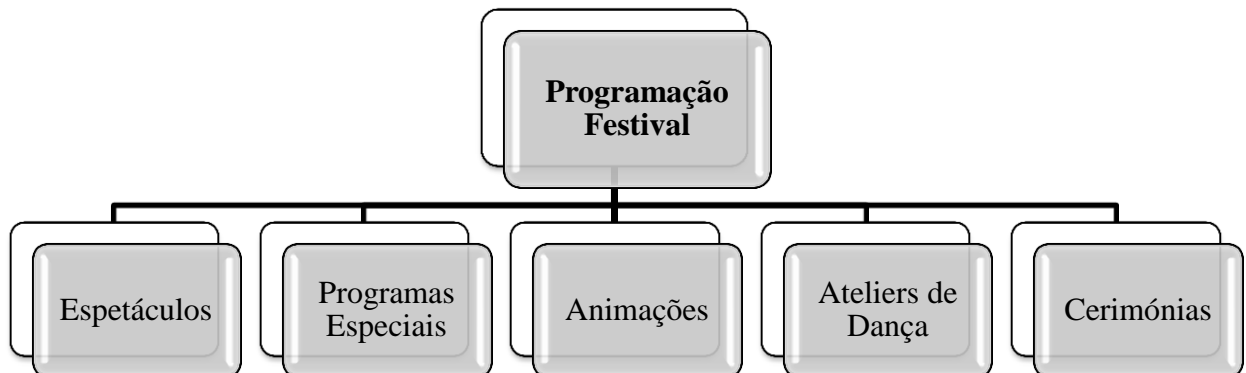 Programação
Festival
Espetáculos
Programas
Especiais
Animações
Ateliers de
Dança
Cerimónias